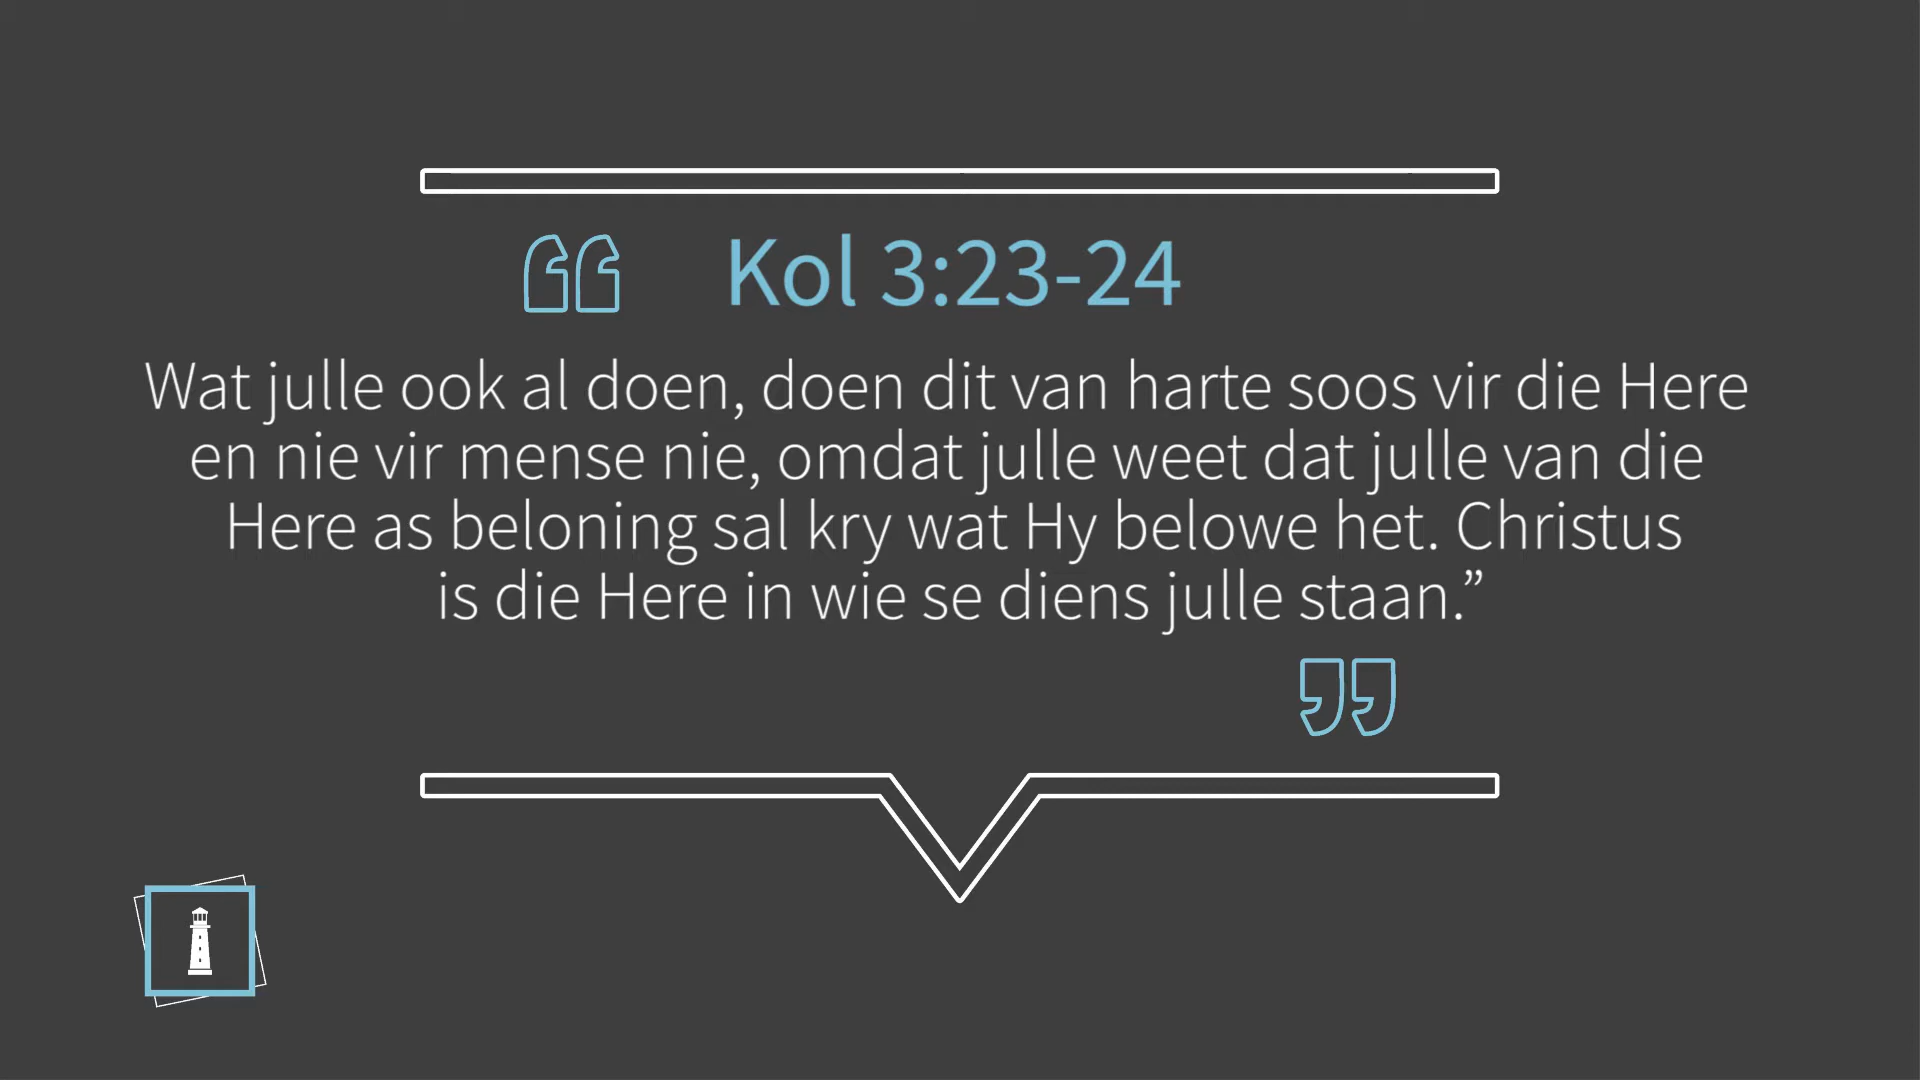 Kol 3:23-24
Wat julle ook al doen, doen dit van harte soos vir die Here
en nie vir mense nie, omdat julle weet dat julle van die
Here as beloning sal kry wat Hy belowe het. Christus
is die Here in wie se diens julle staan.”